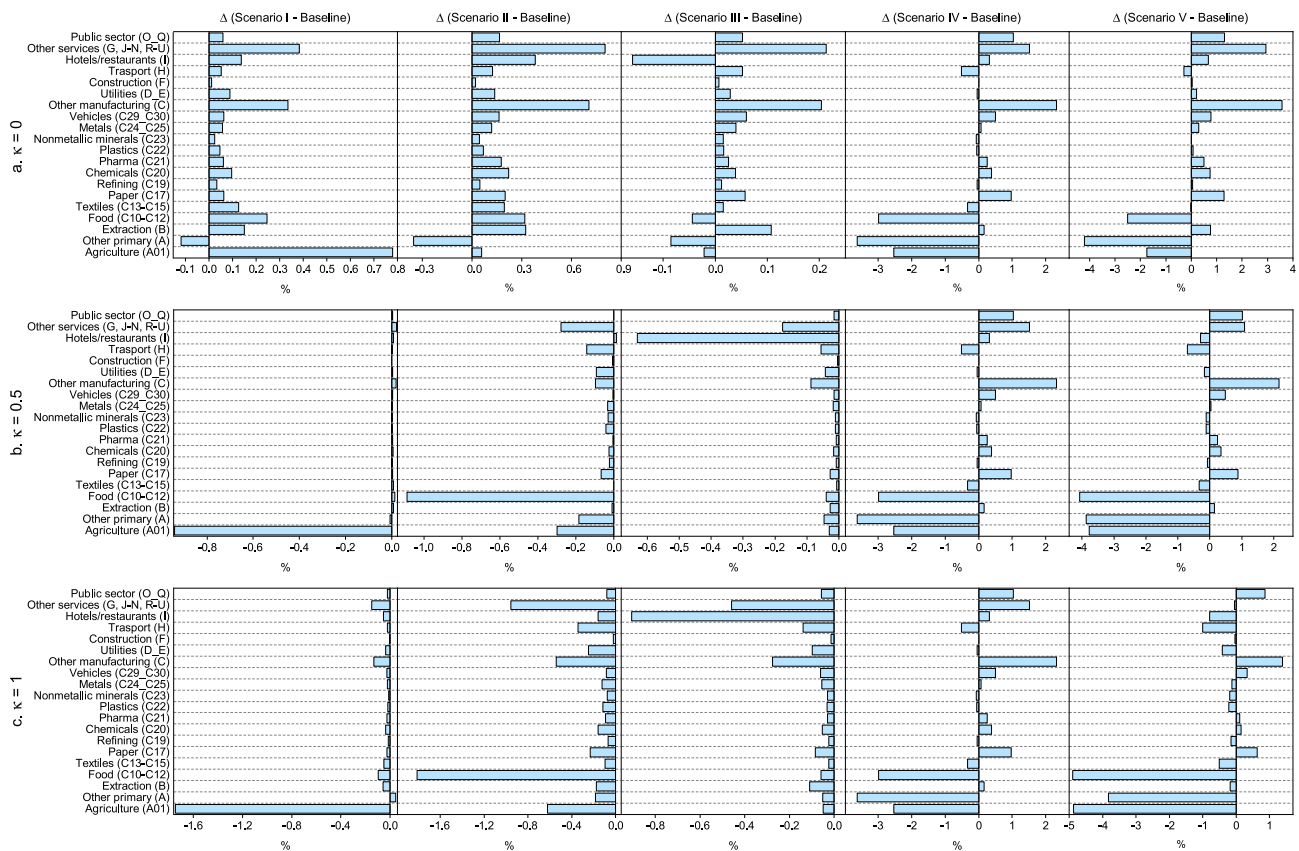 Δ (Scenario I - Baseline) Δ (Scenario II - Baseline) Δ (Scenario III - Baseline) Δ (Scenario IV - Baseline) Δ (Scenario V - Baseline)
a. κ = 0
Public sector (O_Q)
Other services (G, J-N, R-U)
Hotels/restaurants (I)
Trasport (H)
Construction (F)
Utilities (D_E)
Other manufacturing (C)
Vehicles (C29_C30)
Metals (C24_C25)
Nonmetallic minerals (C23)
Plastics (C22)
Pharma (C21)
Chemicals (C20)
Refining (C19)
Paper (C17)
Textiles (C13-C15)
Food (C10-C12)
Extraction (B)
Other primary (A)
Agriculture (A01)
-0.1 0.0 0.1 0.2 0.3 0.4 0.5 0.6 0.7 0.8 -0.3 0.0 0.3 0.6 0.9 -0.1 0.0 0.1 0.2 -3 -2 -1 0 1 2 -4 -3 -2 -1 0 1 2 3 4
% % % % %
b. κ = 0.5
Public sector (O_Q)
Other services (G, J-N, R-U)
Hotels/restaurants (I)
Trasport (H)
Construction (F)
Utilities (D_E)
Other manufacturing (C)
Vehicles (C29_C30)
Metals (C24_C25)
Nonmetallic minerals (C23)
Plastics (C22)
Pharma (C21)
Chemicals (C20)
Refining (C19)
Paper (C17)
Textiles (C13-C15)
Food (C10-C12)
Extraction (B)
Other primary (A)
Agriculture (A01)
-0.8 -0.6 -0.4 -0.2 0.0 -1.0 -0.8 -0.6 -0.4 -0.2 0.0 -0.6 -0.5 -0.4 -0.3 -0.2 -0.1 0.0 -3 -2 -1 0 1 2 -4 -3 -2 -1 0 1 2
% % % % %
c. κ = 1
Public sector (O_Q)
Other services (G, J-N, R-U)
Hotels/restaurants (I)
Trasport (H)
Construction (F)
Utilities (D_E)
Other manufacturing (C)
Vehicles (C29_C30)
Metals (C24_C25)
Nonmetallic minerals (C23)
Plastics (C22)
Pharma (C21)
Chemicals (C20)
Refining (C19)
Paper (C17)
Textiles (C13-C15)
Food (C10-C12)
Extraction (B)
Other primary (A)
Agriculture (A01)
-1.6 -1.2 -0.8 -0.4 0.0 -1.6 -1.2 -0.8 -0.4 0.0 -0.8 -0.6 -0.4 -0.2 0.0 -3 -2 -1 0 1 2 -5 -4 -3 -2 -1 0 1
% % % % %